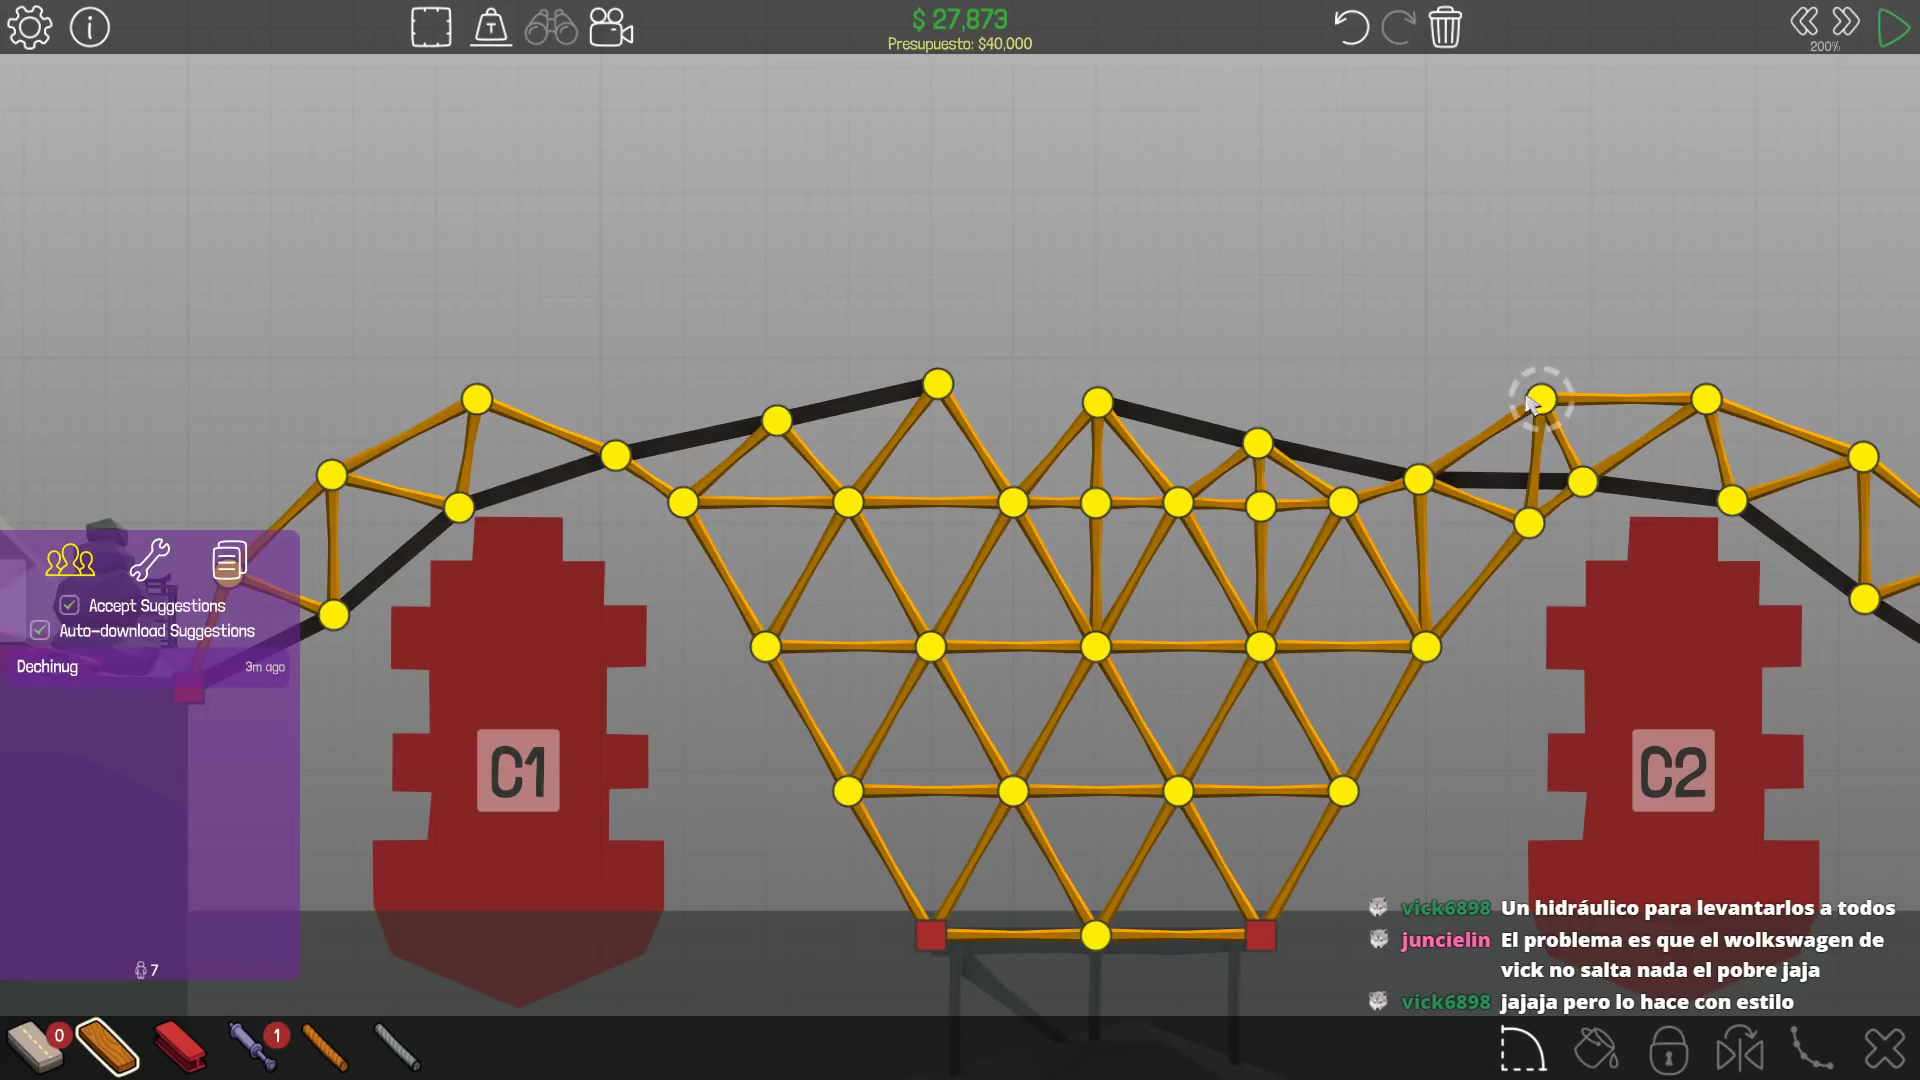 $ 27,873
Presupuesto: $40,000
200%
Accept Suggestions
Auto-download Suggestions
Dechinug 3m ago
C1
C2
7
vick6898 Un hidráulico para levantarlos a todos
juncielin El problema es que el wolkswagen de
vick no salta nada el pobre jaja
vick6898 jajaja pero lo hace con estilo
0
1